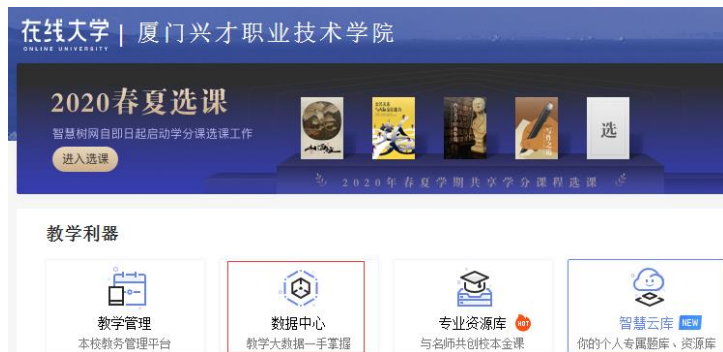 在线大学 | 厦门兴才职业技术学院
ONLINE UNIVERSITY
2020春夏选课
智慧树网自即日起启动学分课选课工作
进入选课
选
2020年春夏学期共享学分课程选课
教学利器
教学管理
本校教务管理平台
数据中心
教学大数据一手掌握
专业资源库 HOT
与名师共创校本金课
智慧云库 NEW
你的个人专属题库、资源库